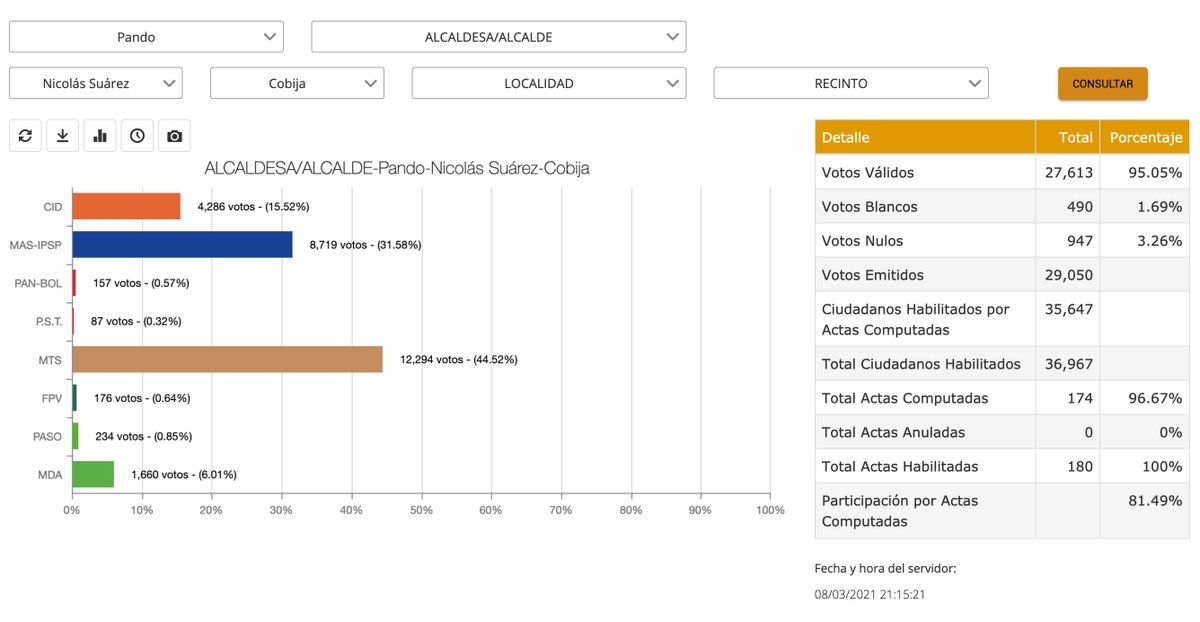 Pando
ALCALDESA/ALCALDE
Nicolás Suárez
Cobija
LOCALIDAD
RECINTO
CONSULTAR
ALCALDESA/ALCALDE-Pando-Nicolás Suárez-Cobija
CID 4,286 votos - (15.52%)
MAS-IPSP 8,719 votos - (31.58%)
PAN-BOL 157 votos - (0.57%)
P.S.T. 87 votos - (0.32%)
MTS 12,294 votos - (44.52%)
FPV 176 votos - (0.64%)
PASO 234 votos - (0.85%)
MDA 1,660 votos - (6.01%)
0% 10% 20% 30% 40% 50% 60% 70% 80% 90% 100%
Detalle Total Porcentaje
Votos Válidos 27,613 95.05%
Votos Blancos 490 1.69%
Votos Nulos 947 3.26%
Votos Emitidos 29,050
Ciudadanos Habilitados por 35,647
Actas Computadas
Total Ciudadanos Habilitados 36,967
Total Actas Computadas 174 96.67%
Total Actas Anuladas 0 0%
Total Actas Habilitadas 180 100%
Participación por Actas 81.49%
Computadas
Fecha y hora del servidor:
08/03/2021 21:15:21